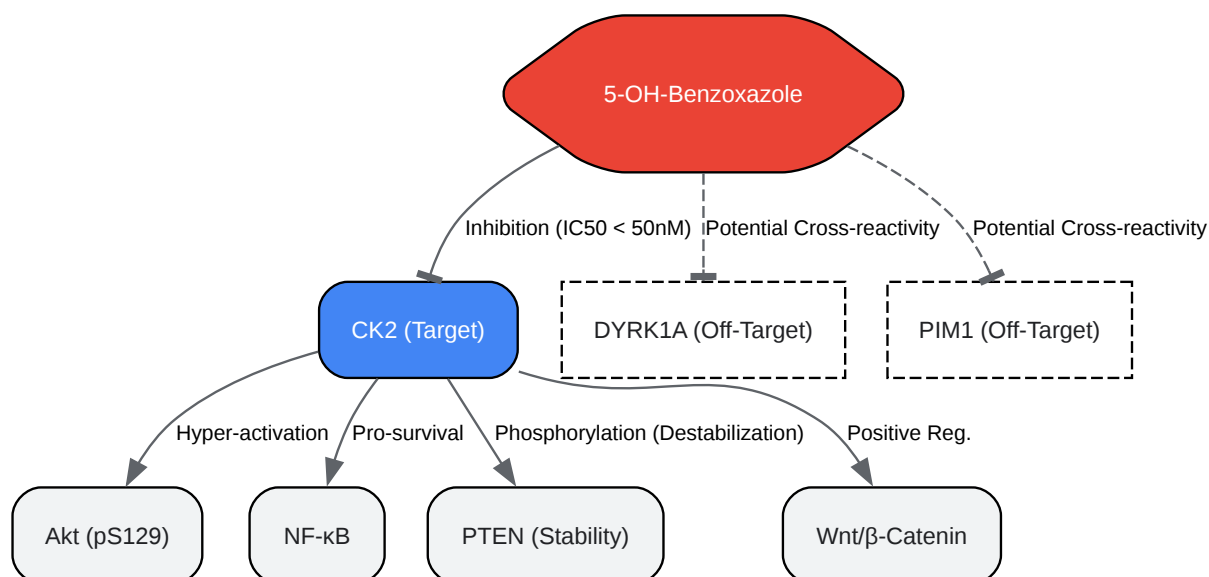 5-OH-Benzoxazole
Inhibition (IC50 < 50nM)
Potential Cross-reactivity
Potential Cross-reactivity
CK2 (Target)
DYRK1A (Off-Target)
PIM1 (Off-Target)
Hyper-activation
Pro-survival
Phosphorylation (Destabilization)
Positive Reg.
Akt (pS129)
NF-κB
PTEN (Stability)
Wnt/β-Catenin